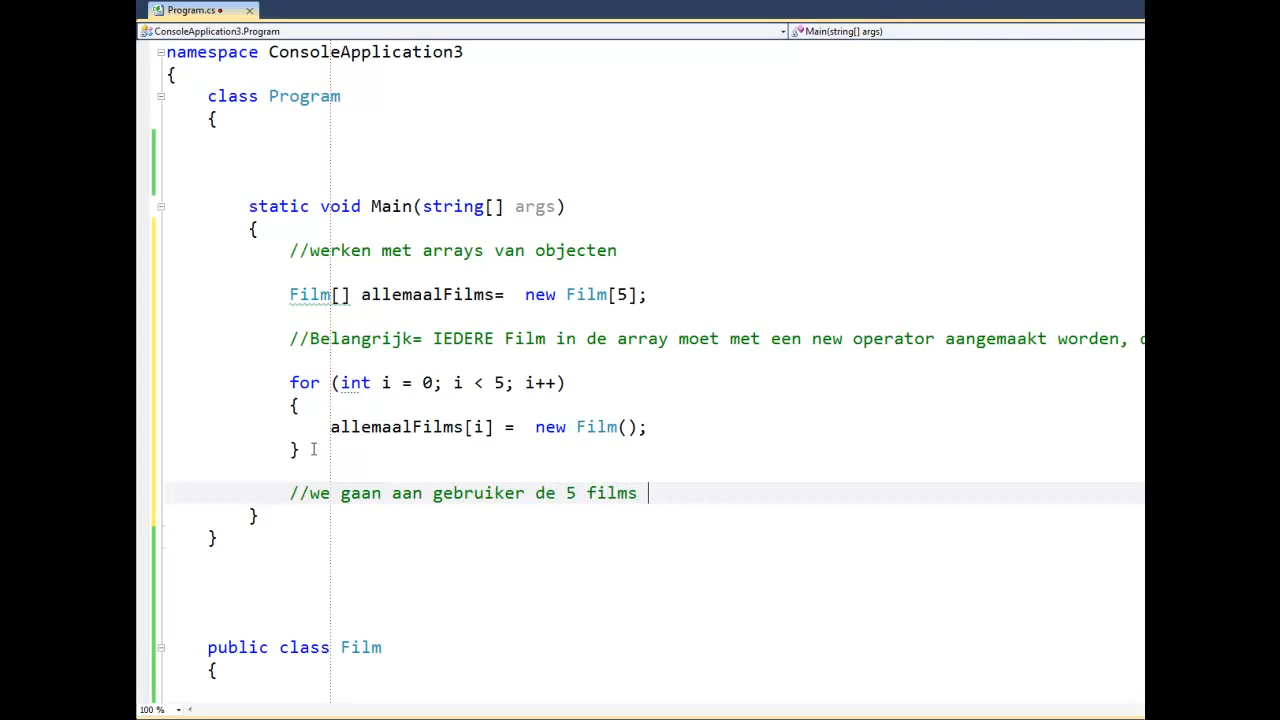 Program.cs
ConsoleApplication3.Program Main(string[] args)
namespace ConsoleApplication3
{
class Program
{
static void Main(string[] args)
{
//werken met arrays van objecten
Film[] allemaalFilms=  new Film[5];
//Belangrijk= IEDERE Film in de array moet met een new operator aangemaakt worden,
for (int i = 0; i < 5; i++)
{
allemaalFilms[i] =  new Film();
}
//we gaan aan gebruiker de 5 films
}
}
public class Film
{
100 %